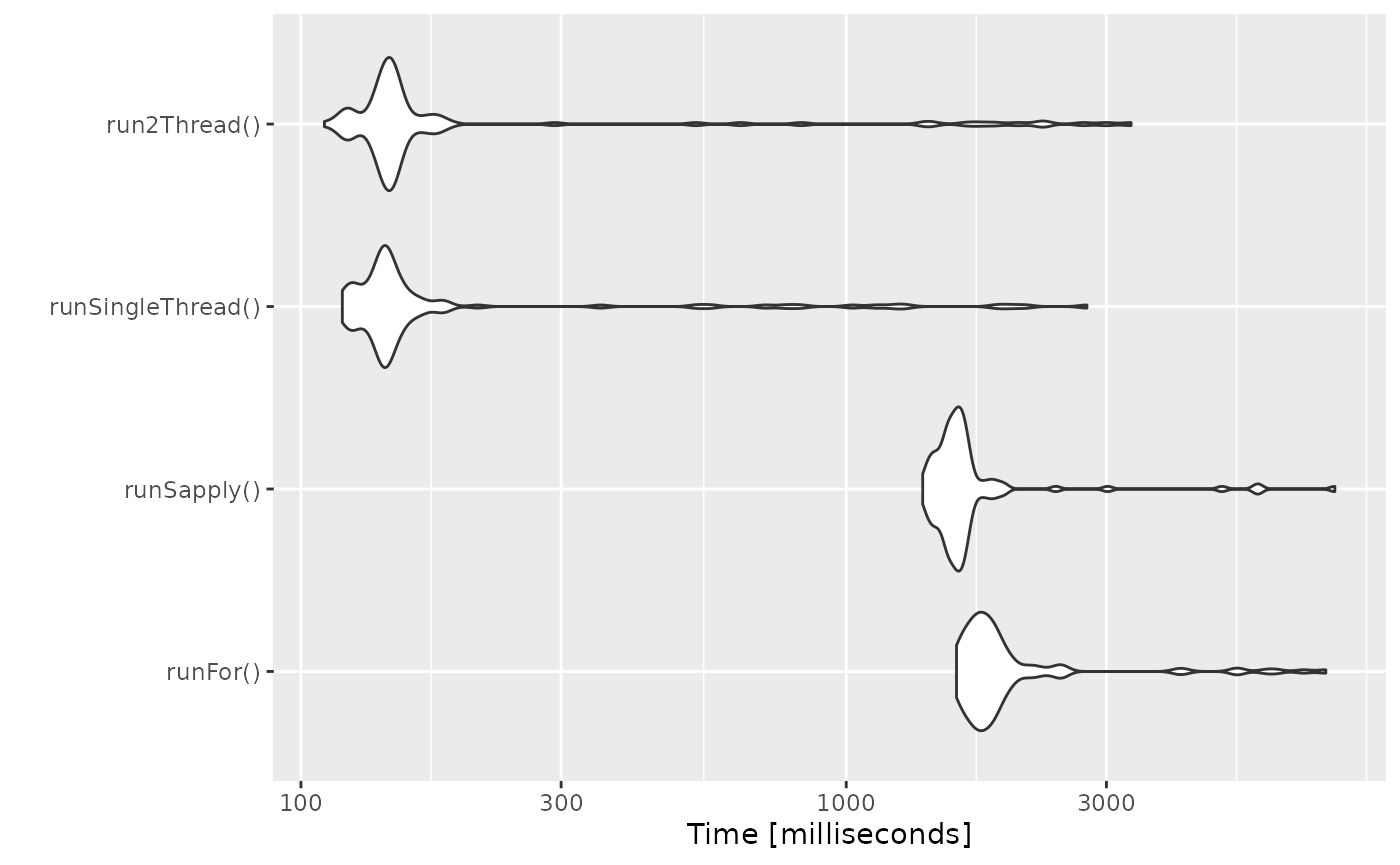 run2Thread()
runSingleThread()
runSapply()
runFor()
100 300 1000 3000
Time [milliseconds]